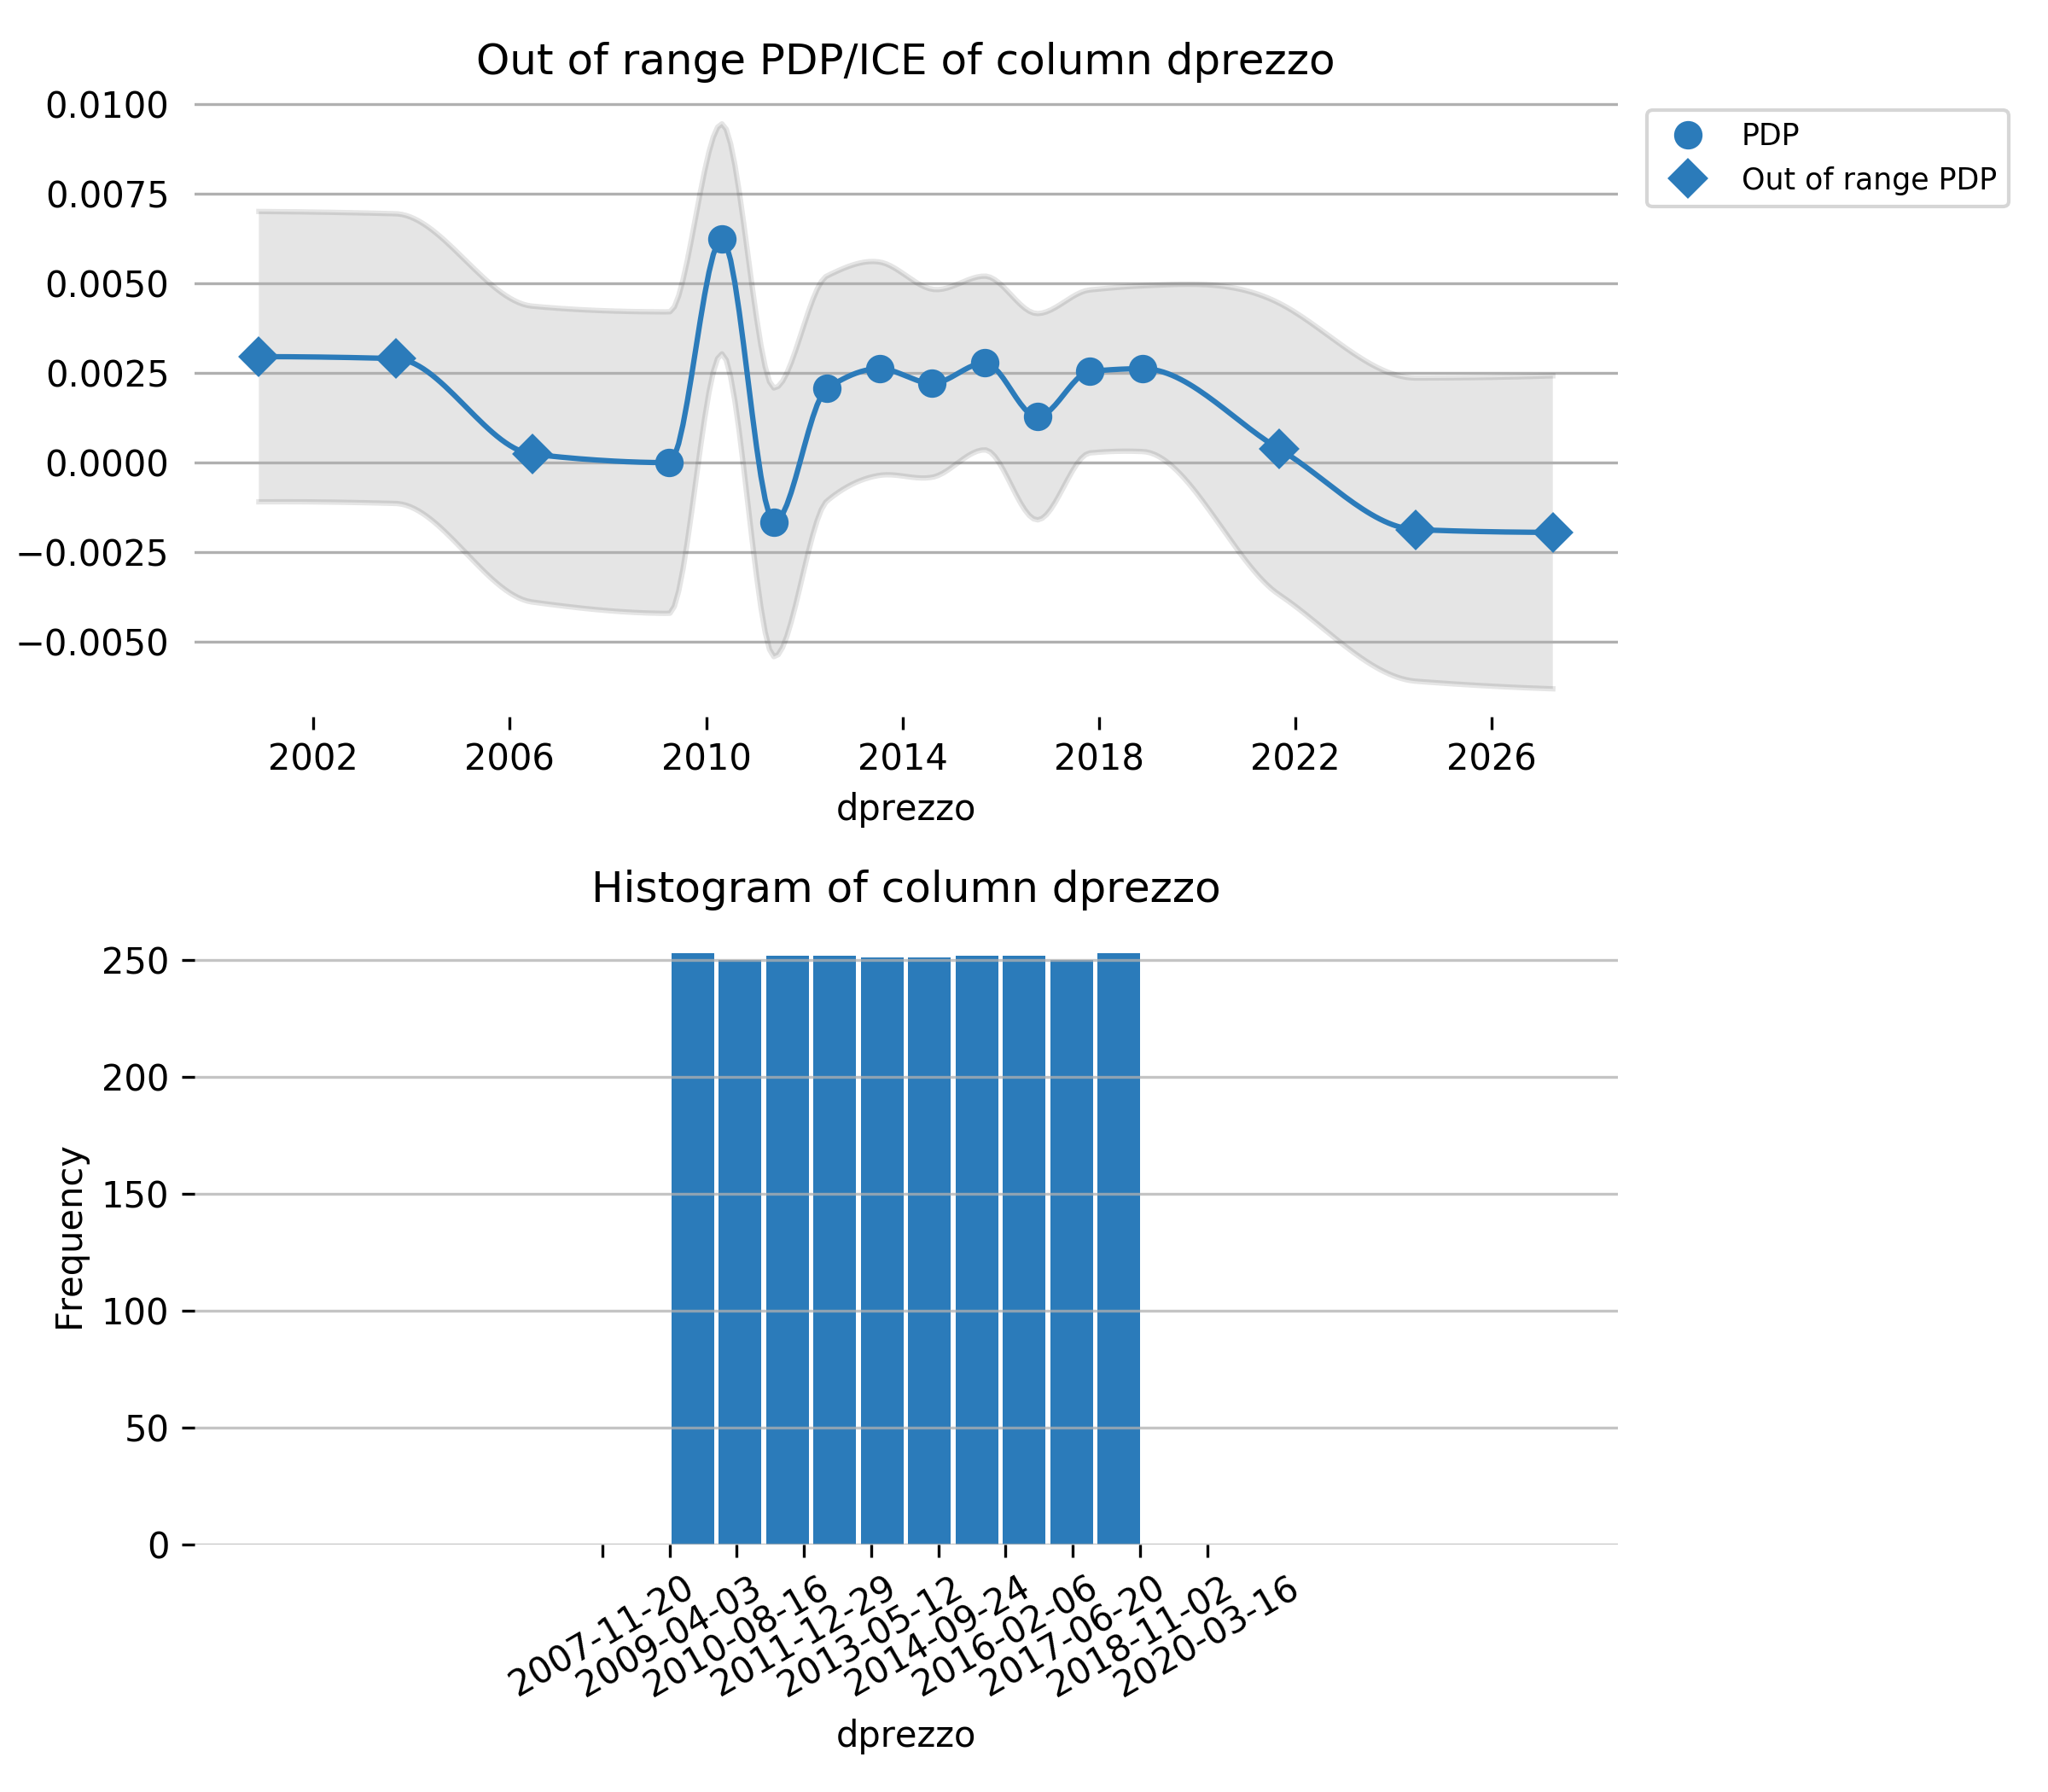 Out of range PDP/ICE of column dprezzo
0.0100
0.0075
0.0050
0.0025
0.0000
−0.0025
−0.0050
PDP
Out of range PDP
2002 2006 2010 2014 2018 2022 2026
dprezzo
Histogram of column dprezzo
250
200
150
100
50
0
Frequency
2007-11-20
2009-04-03
2010-08-16
2011-12-29
2013-05-12
2014-09-24
2016-02-06
2017-06-20
2018-11-02
2020-03-16
dprezzo